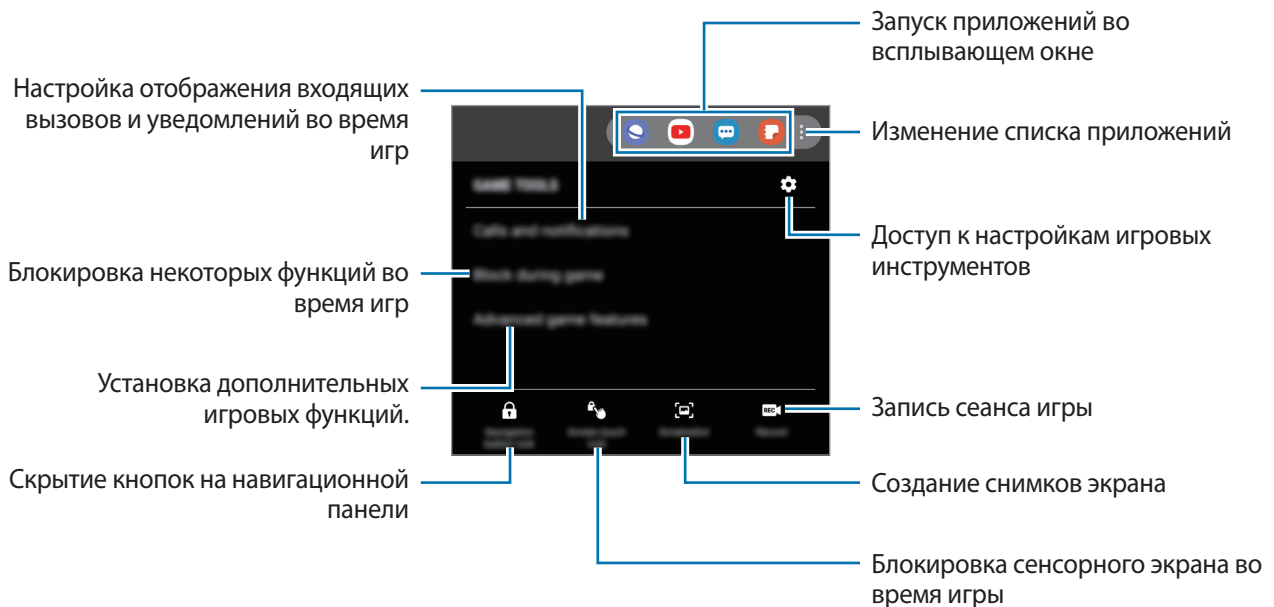 Запуск приложений во
всплывающем окне
Настройка отображения входящих
вызовов и уведомлений во время
игр
Изменение списка приложений
GAME TOOLS
Calls and notifications
Доступ к настройкам игровых
инструментов
Блокировка некоторых функций во
время игр
Block during game
Advanced game features
Установка дополнительных
игровых функций.
REC
Запись сеанса игры
Скрытие кнопок на навигационной
панели
Создание снимков экрана
Блокировка сенсорного экрана во
время игры